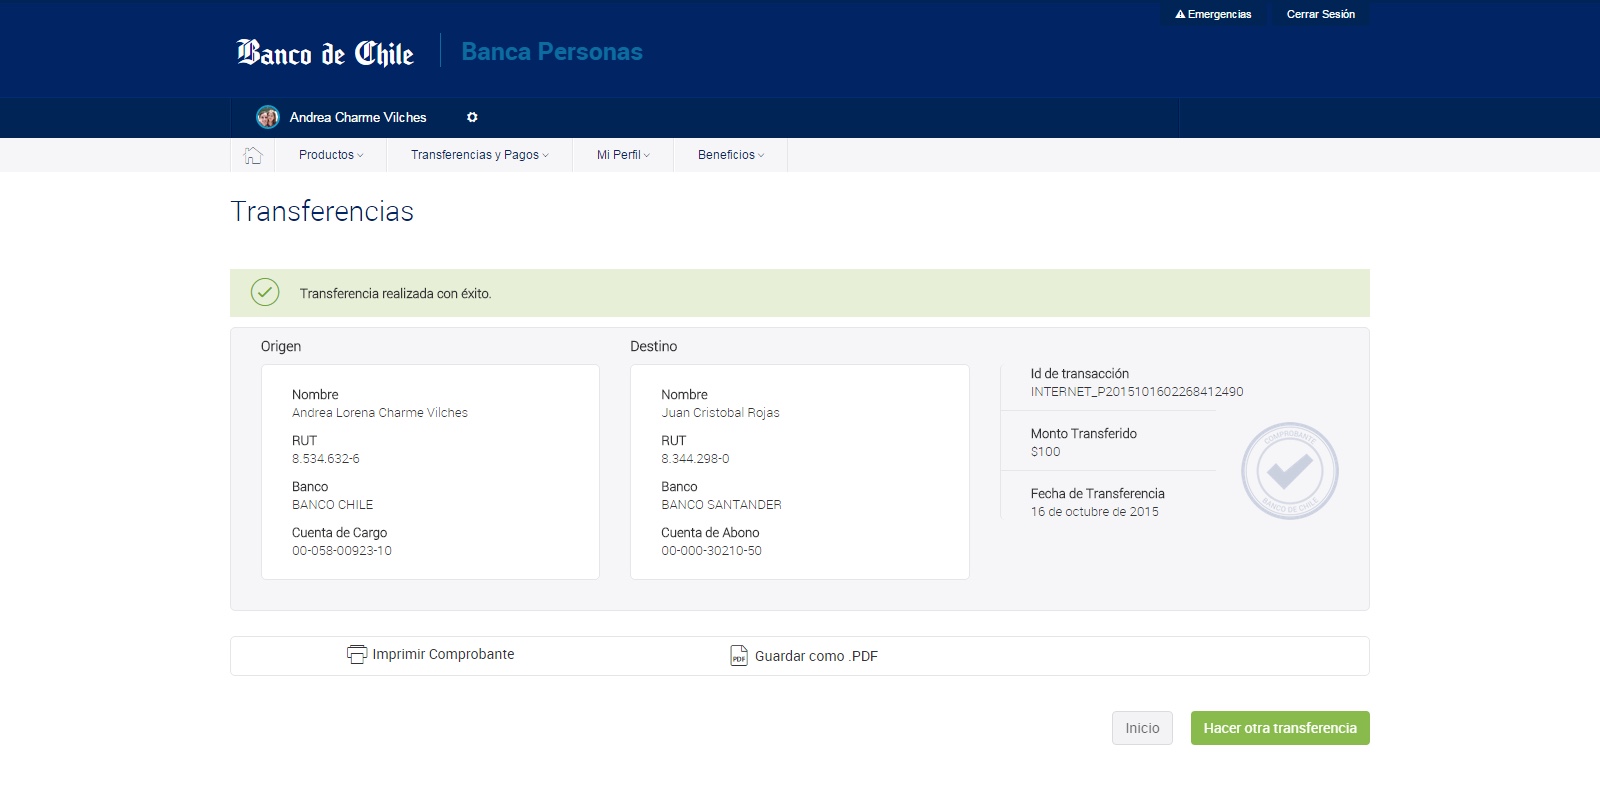 Emergencias
Cerrar Sesión
Banco de Chile
Banca Personas
Andrea Charme Vilches
Productos
Transferencias y Pagos
Mi Perfil
Beneficios
Transferencias
Transferencia realizada con éxito.
Origen
Nombre
Andrea Lorena Charme Vilches
RUT
8.534.632-6
Banco
BANCO CHILE
Cuenta de Cargo
00-058-00923-10
Destino
Nombre
Juan Cristobal Rojas
RUT
8.344.298-0
Banco
BANCO SANTANDER
Cuenta de Abono
00-000-30210-50
Id de transacción
INTERNET_P2015101602268412490
Monto Transferido
$100
Fecha de Transferencia
16 de octubre de 2015
COMPROBANTE
BANCO DE CHILE
Imprimir Comprobante
PDF
Guardar como .PDF
Inicio
Hacer otra transferencia